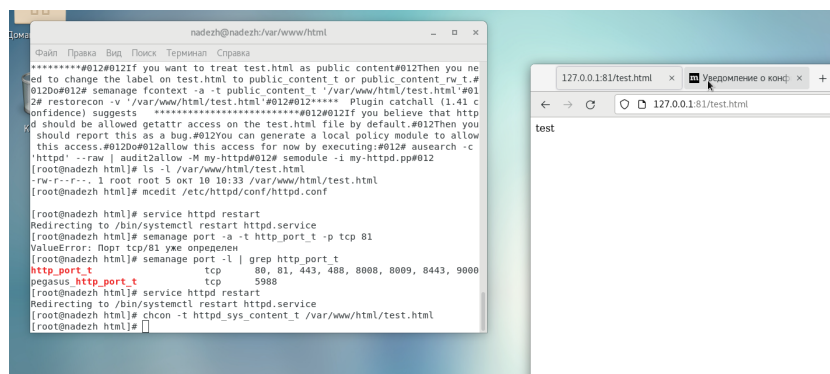 Дома
nadezh@nadezh:/var/www/html
Файл Правка Вид Поиск Терминал Справка
*********#012#012If you want to treat test.html as public content#012Then you ne
ed to change the label on test.html to public_content_t or public_content_rw_t.#
012Do#012# semanage fcontext -a -t public_content_t '/var/www/html/test.html'#01
2# restorecon -v '/var/www/html/test.html'#012#012***** Plugin catchall (1.41 c
onfidence) suggests **************************#012#012If you believe that http
d should be allowed getattr access on the test.html file by default.#012Then you
should report this as a bug.#012You can generate a local policy module to allow
this access.#012Do#012allow this access for now by executing:#012# ausearch -c
'httpd' --raw | audit2allow -M my-httpd#012# semodule -i my-httpd.pp#012
[root@nadezh html]# ls -l /var/www/html/test.html
-rw-r--r--. 1 root root 5 окт 10 10:33 /var/www/html/test.html
[root@nadezh html]# mcedit /etc/httpd/conf/httpd.conf
[root@nadezh html]# service httpd restart
Redirecting to /bin/systemctl restart httpd.service
[root@nadezh html]# semanage port -a -t http_port_t -p tcp 81
ValueError: Порт tcp/81 уже определен
[root@nadezh html]# semanage port -l | grep http_port_t
http_port_t tcp 80, 81, 443, 488, 8008, 8009, 8443, 9000
pegasus_http_port_t tcp 5988
[root@nadezh html]# service httpd restart
Redirecting to /bin/systemctl restart httpd.service
[root@nadezh html]# chcon -t httpd_sys_content_t /var/www/html/test.html
[root@nadezh html]#
127.0.0.1:81/test.html × m Уведомление о конф × +
127.0.0.1:81/test.html
test